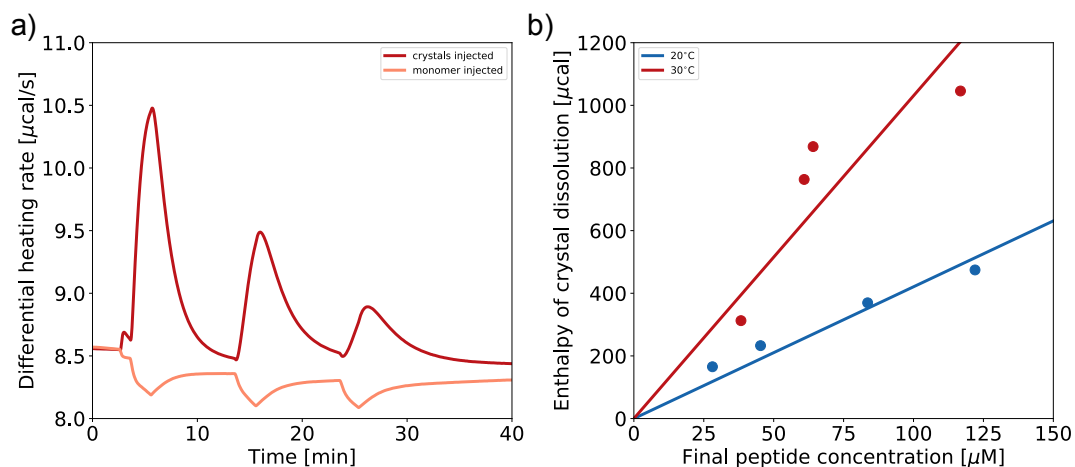 a)
Differential heating rate [μcal/s]
11.0
10.5
10.0
9.5
9.0
8.5
8.0
0
10
20
30
40
Time [min]
crystals injected
monomer injected
b)
Enthalpy of crystal dissolution [μcal]
1200
1000
800
600
400
200
0
0
25
50
75
100
125
150
Final peptide concentration [μM]
20°C
30°C